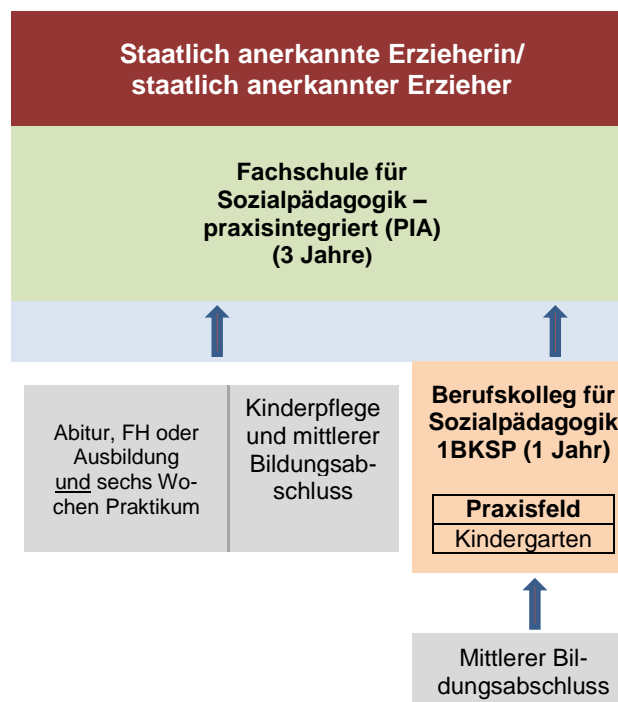 Staatlich anerkannte Erzieherin/
staatlich anerkannter Erzieher
Fachschule für
Sozialpädagogik –
praxisintegriert (PIA)
(3 Jahre)
Abitur, FH oder
Ausbildung
und sechs Wo-
chen Praktikum
Kinderpflege
und mittlerer
Bildungsab-
schluss
Berufskolleg für
Sozialpädagogik
1BKSP (1 Jahr)
Praxisfeld
Kindergarten
Mittlerer Bil-
dungsabschluss